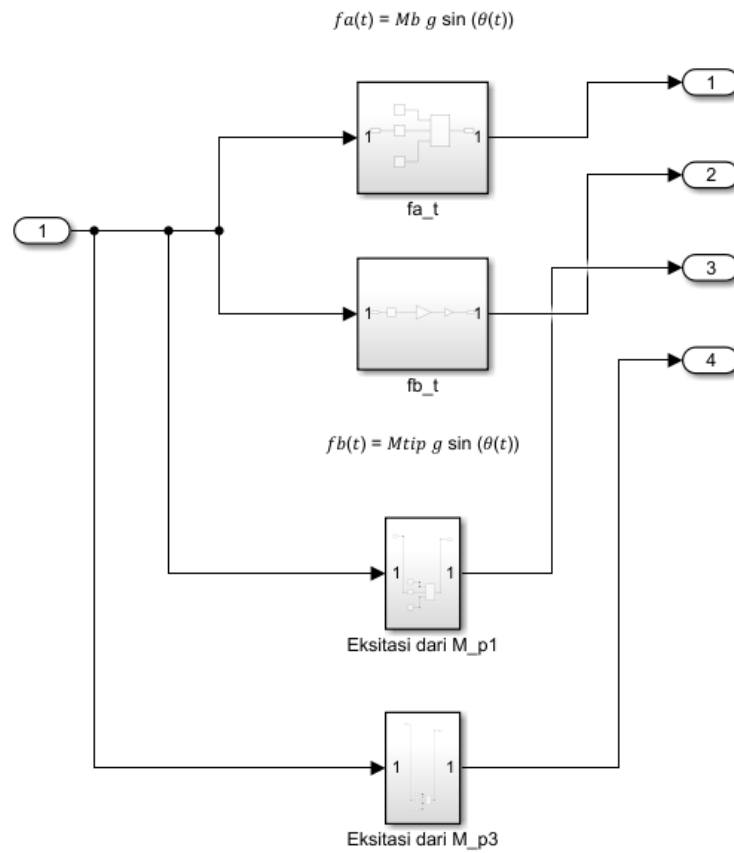 fa(t) = Mb g sin (θ(t))
1
1 1
fa_t
2
1
3
1 1
fb_t
4
fb(t) = Mtip g sin (θ(t))
1 1
Eksitasi dari M_p1
1 1
Eksitasi dari M_p3